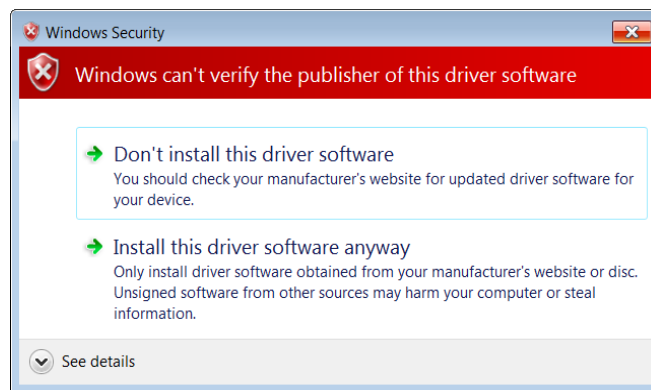 Windows Security
Windows can't verify the publisher of this driver software
Don't install this driver software
You should check your manufacturer's website for updated driver software for
your device.
Install this driver software anyway
Only install driver software obtained from your manufacturer's website or disc.
Unsigned software from other sources may harm your computer or steal
information.
See details